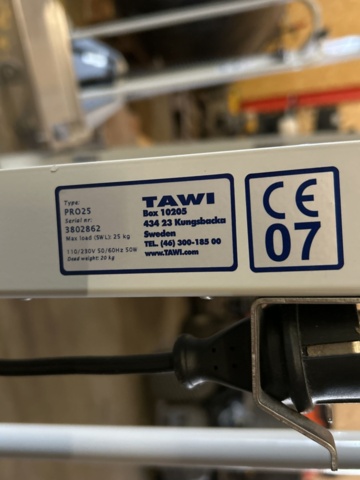 Type:
PRO25
Serial nr:
3802862
Max load (SWL): 25 kg
110/230V 50/60Hz 50W
Dead weight: 20 kg
TAWI
Box 10205
434 23 Kungsbacka
Sweden
TEL. (46) 300-185 00
www.TAWI.com
CE
07